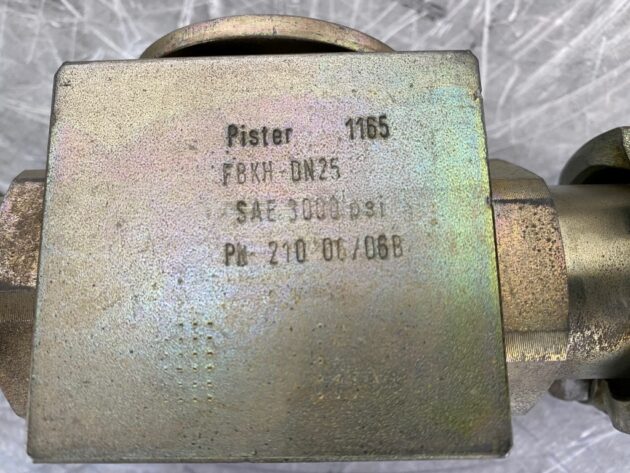 Pister 1165
FBKH-DN25
SAE 3000 psi
PN 210 06/06B